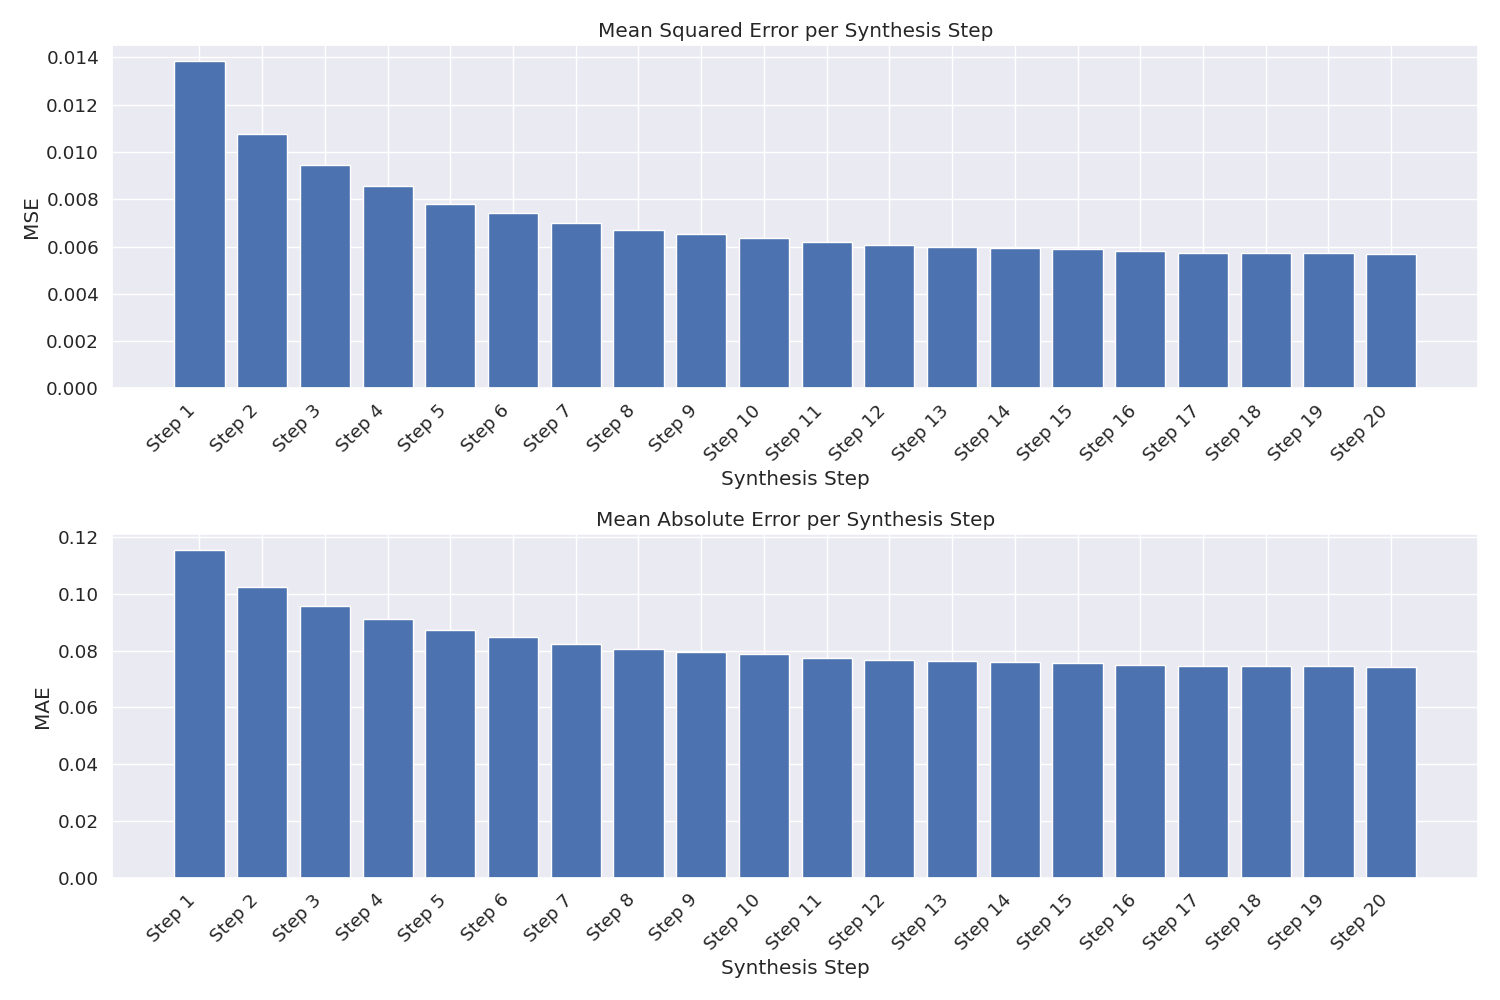 Mean Squared Error per Synthesis Step
0.014
0.012
0.010
0.008
0.006
0.004
0.002
0.000
MSE
Step 1
Step 2
Step 3
Step 4
Step 5
Step 6
Step 7
Step 8
Step 9
Step 10
Step 11
Step 12
Step 13
Step 14
Step 15
Step 16
Step 17
Step 18
Step 19
Step 20
Synthesis Step
Mean Absolute Error per Synthesis Step
0.12
0.10
0.08
0.06
0.04
0.02
0.00
MAE
Step 1
Step 2
Step 3
Step 4
Step 5
Step 6
Step 7
Step 8
Step 9
Step 10
Step 11
Step 12
Step 13
Step 14
Step 15
Step 16
Step 17
Step 18
Step 19
Step 20
Synthesis Step